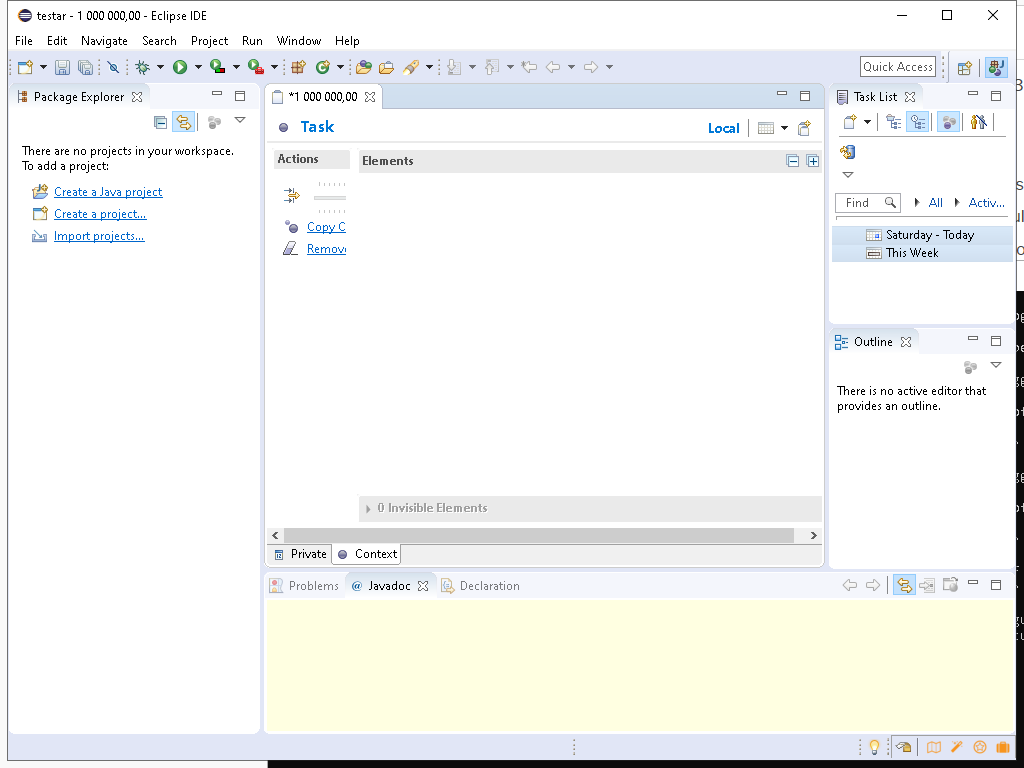 testar - 1 000 000,00 - Eclipse IDE
File Edit Navigate Search Project Run Window Help
Quick Access
Package Explorer
There are no projects in your workspace.
To add a project:
Create a Java project
Create a project...
Import projects...
*1 000 000,00
Task
Local
Actions
Elements
Copy C
Remov
0 Invisible Elements
Private Context
Task List
Find
All
Activ...
Saturday - Today
This Week
Outline
There is no active editor that
provides an outline.
Problems
@ Javadoc
Declaration